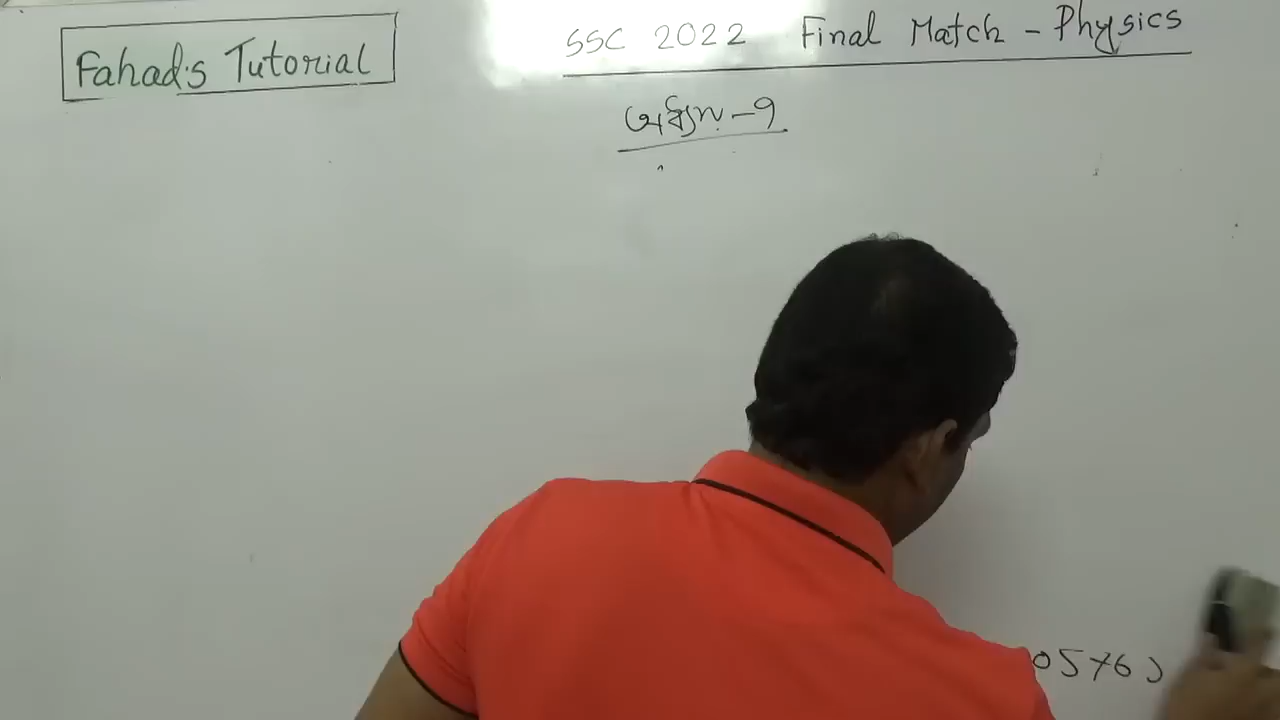 Fahad's Tutorial
SSC 2022 Final Match - Physics
অধ্যায় - ৭